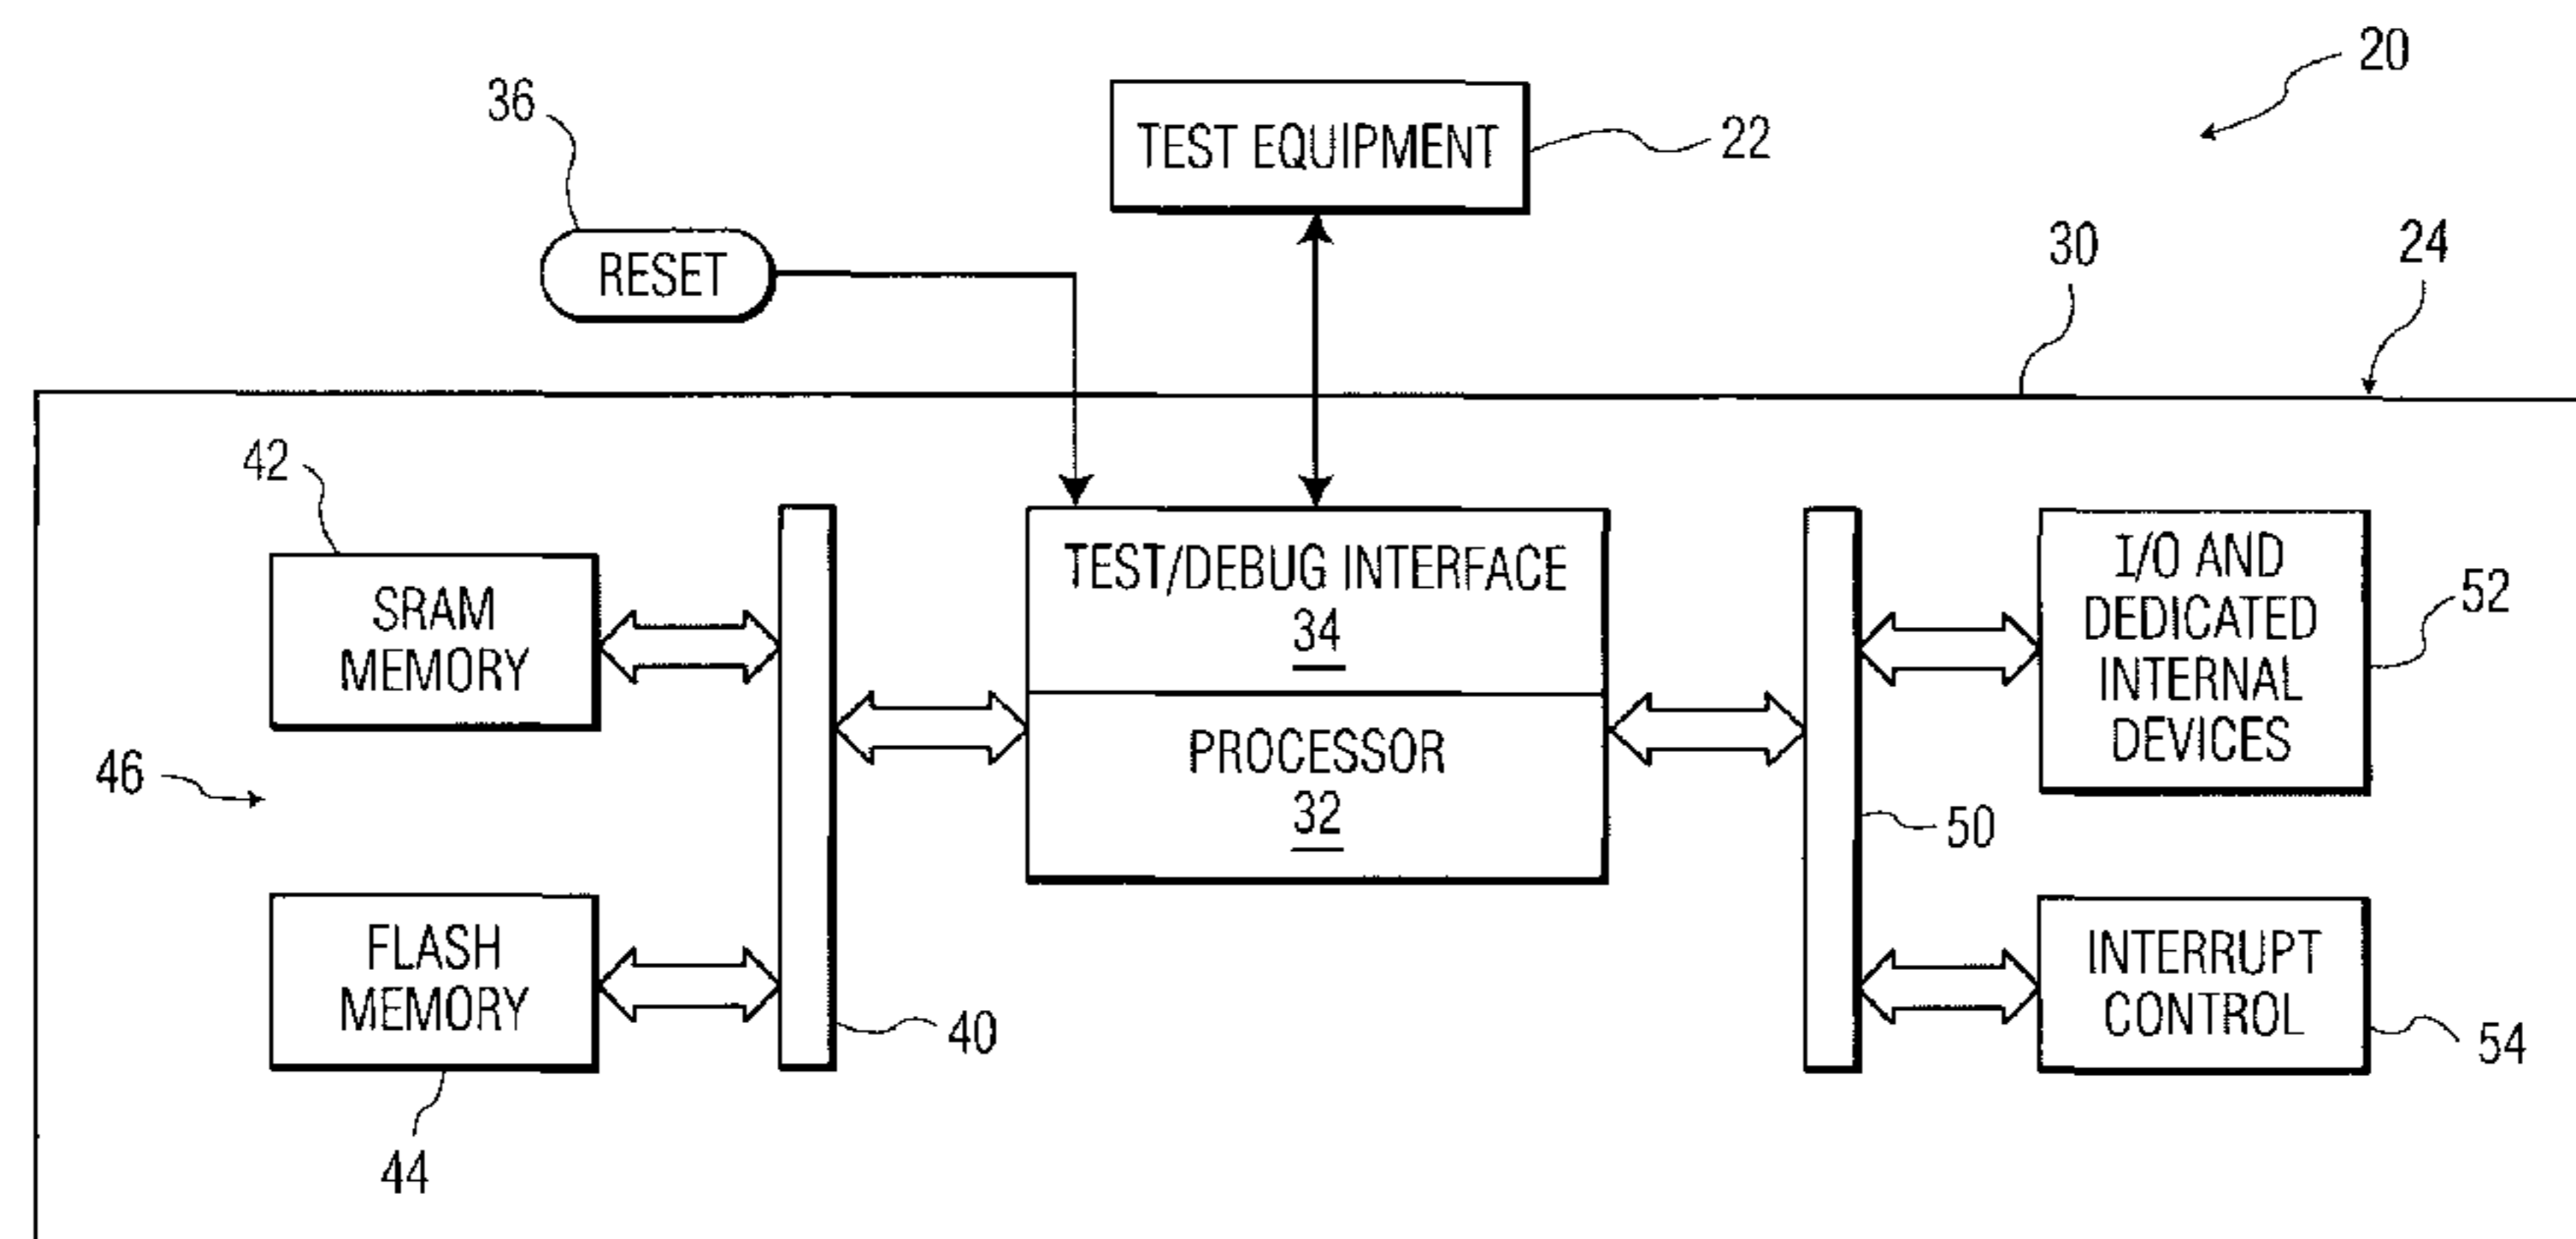 20
36
TEST EQUIPMENT
22
RESET
30
24
42
SRAM
MEMORY
TEST/DEBUG INTERFACE
34
I/O AND
DEDICATED
INTERNAL
DEVICES
52
46
PROCESSOR
32
50
FLASH
MEMORY
40
INTERRUPT
CONTROL
54
44